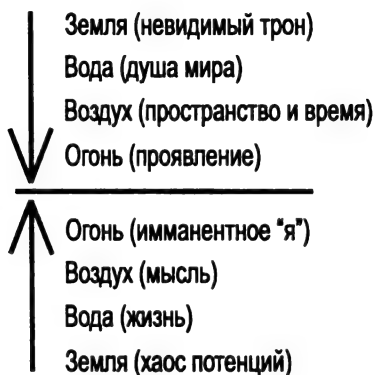 Земля (невидимый трон)
Вода (душа мира)
Воздух (пространство и время)
Огонь (проявление)
Огонь (имманентное "я")
Воздух (мысль)
Вода (жизнь)
Земля (хаос потенций)